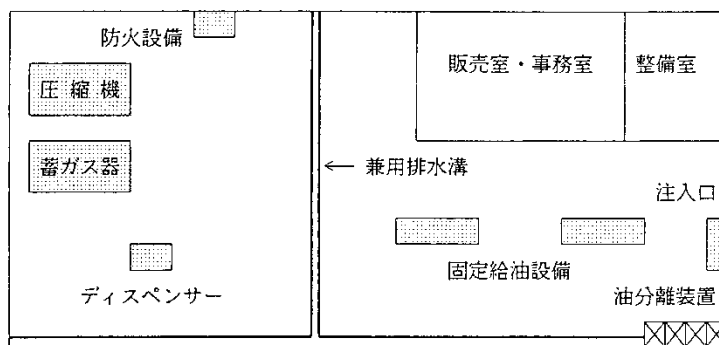 防火設備
圧縮機
蓄ガス器
ディスペンサー
兼用排水溝
販売室・事務室
整備室
注入口
固定給油設備
油分離装置